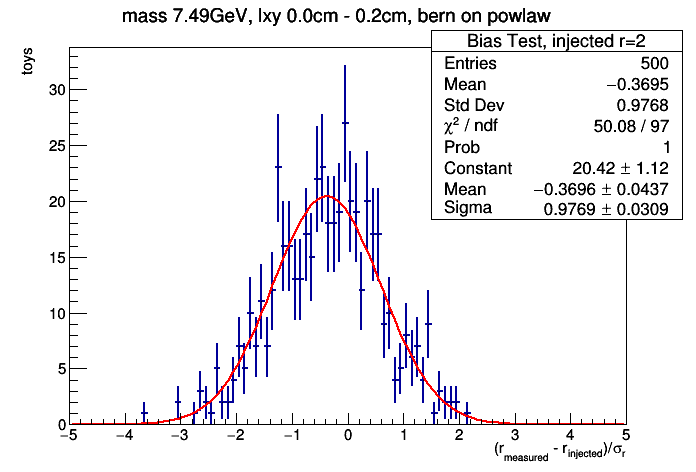 mass 7.49GeV, lxy 0.0cm - 0.2cm, bern on powlaw
toys
Bias Test, injected r=2
Entries 500
Mean −0.3695
Std Dev 0.9768
χ² / ndf 50.08 / 97
Prob 1
Constant 20.42 ± 1.12
Mean −0.3696 ± 0.0437
Sigma 0.9769 ± 0.0309
30
25
20
15
10
5
0
−5 −4 −3 −2 −1 0 1 2 3 4 5
(r_measured - r_injected)/σ_r